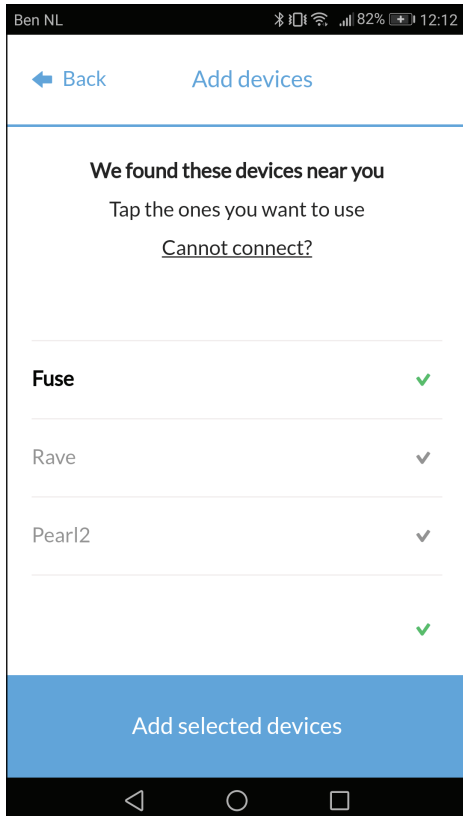 Ben NL 82% 12:12
Back Add devices
We found these devices near you
Tap the ones you want to use
Cannot connect?
Fuse
Rave
Pearl2
Add selected devices